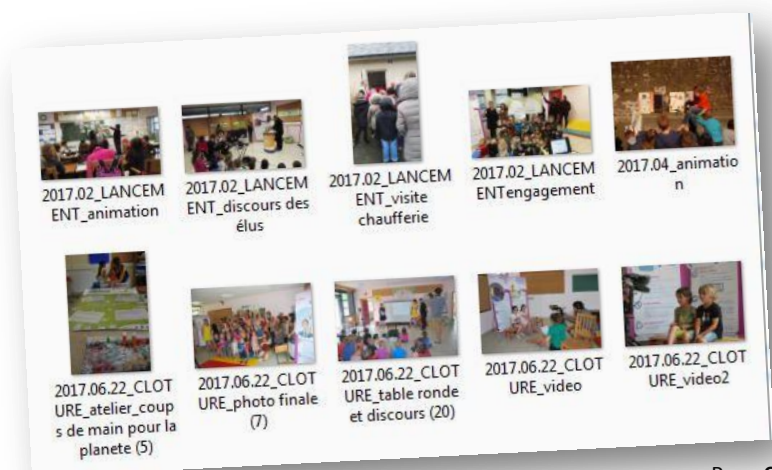 2017.02_LANCEM
ENT_animation
2017.02_LANCEM
ENT_discours des
élus
2017.02_LANCEM
ENT_visite
chaufferie
2017.02_LANCEM
ENTengagement
2017.04_animatio
n
2017.06.22_CLOT
URE_atelier_coup
s de main pour la
planete (5)
2017.06.22_CLOT
URE_photo finale
(7)
2017.06.22_CLOT
URE_table ronde
et discours (20)
2017.06.22_CLOT
URE_video
2017.06.22_CLOT
URE_video2